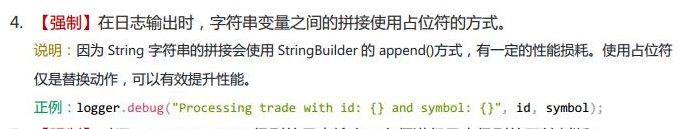 4. 【强制】在日志输出时，字符串变量之间的拼接使用占位符的方式。
说明：因为 String 字符串的拼接会使用 StringBuilder 的 append()方式，有一定的性能损耗。使用占位符
仅是替换动作，可以有效提升性能。
正例：logger.debug("Processing trade with id: {} and symbol: {}", id, symbol);